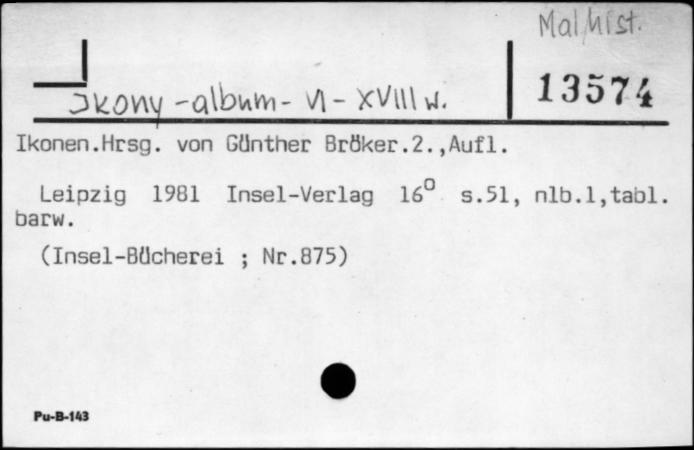 Mal/hist.
13574
Ikony - album - VI - XVIII w.
Ikonen.Hrsg. von Günther Bröker.2.,Aufl.
Leipzig 1981 Insel-Verlag 16° s.51, nlb.1,tabl.
barw.
(Insel-Bücherei ; Nr.875)
Pu-B-143